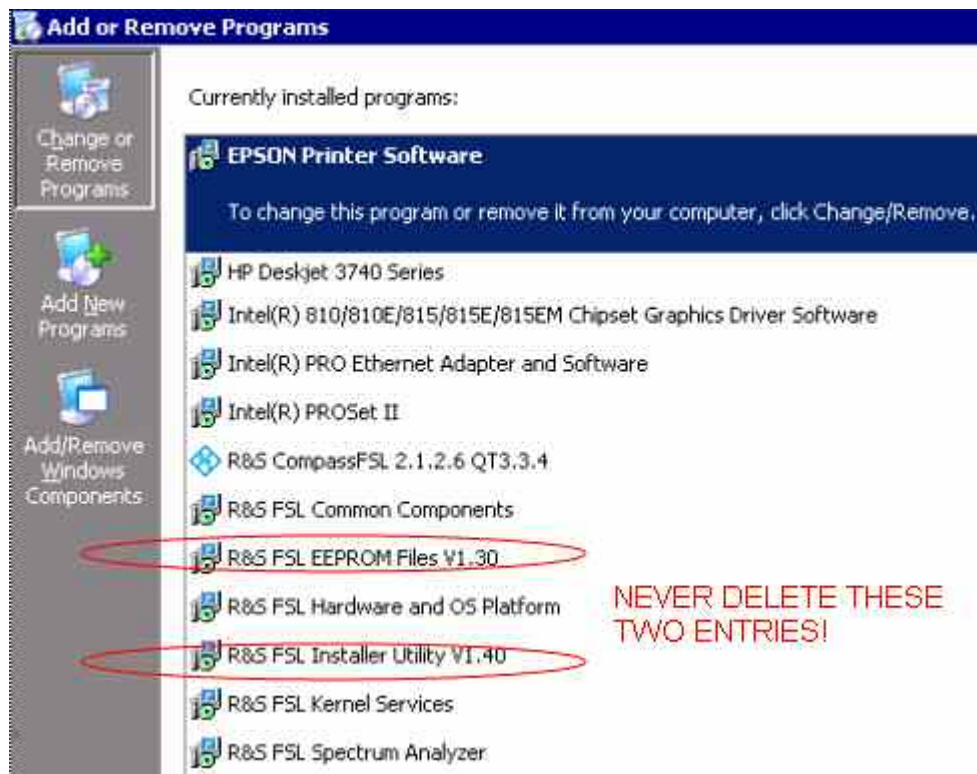 Add or Remove Programs
Change or
Remove
Programs
Add New
Programs
Add/Remove
Windows
Components
Currently installed programs:
EPSON Printer Software
To change this program or remove it from your computer, click Change/Remove.
HP Deskjet 3740 Series
Intel(R) 810/810E/815/815E/815EM Chipset Graphics Driver Software
Intel(R) PRO Ethernet Adapter and Software
Intel(R) PROSet II
R&S CompassFSL 2.1.2.6 QT3.3.4
R&S FSL Common Components
R&S FSL EEPROM Files V1.30
R&S FSL Hardware and OS Platform
R&S FSL Installer Utility V1.40
R&S FSL Kernel Services
R&S FSL Spectrum Analyzer
NEVER DELETE THESE
TWO ENTRIES!